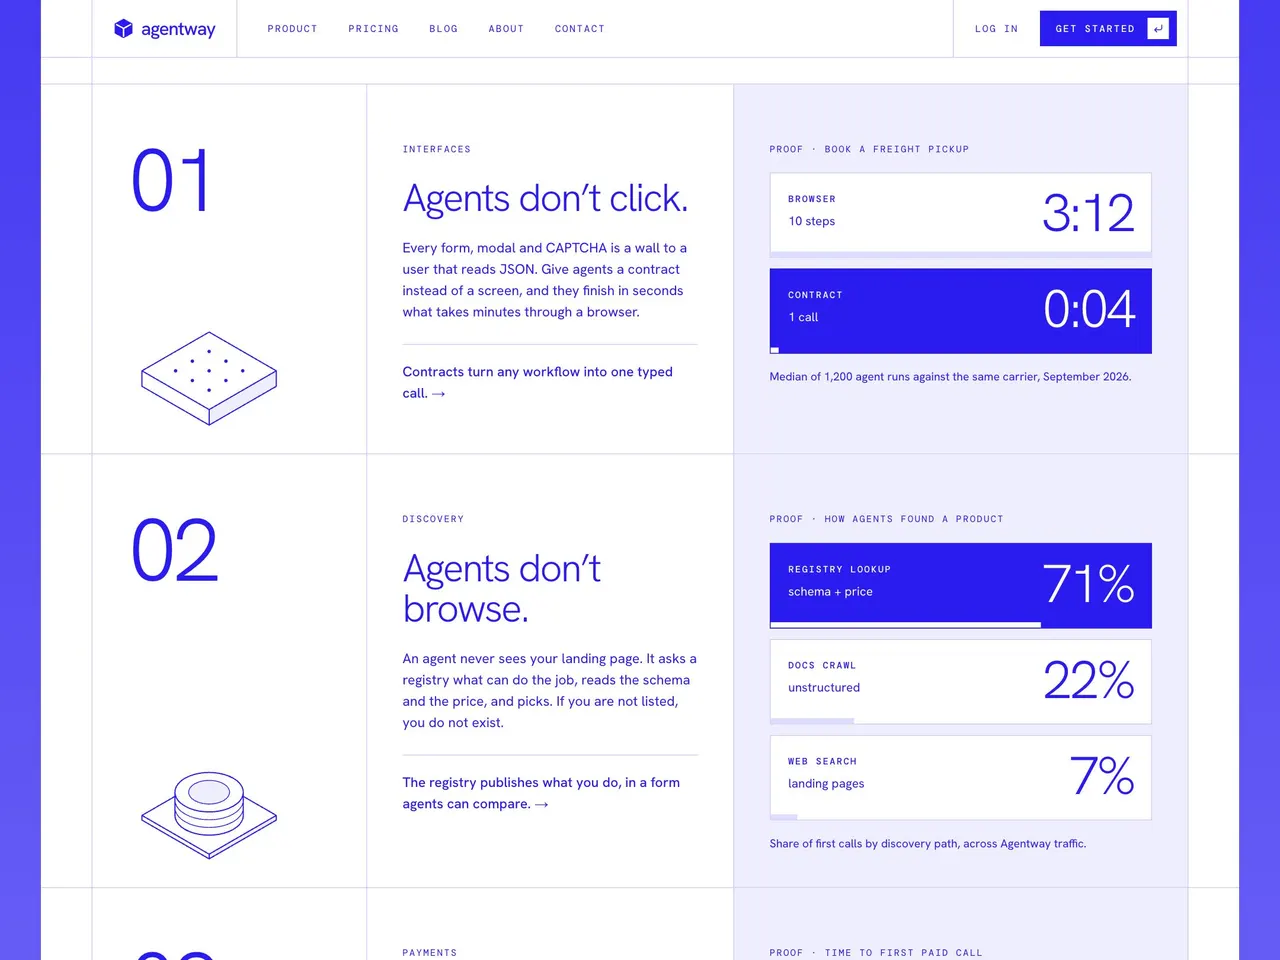 agentway
PRODUCT
PRICING
BLOG
ABOUT
CONTACT
LOG IN
GET STARTED
01
INTERFACES
Agents don’t click.
Every form, modal and CAPTCHA is a wall to a
user that reads JSON. Give agents a contract
instead of a screen, and they finish in seconds
what takes minutes through a browser.
Contracts turn any workflow into one typed
call. →
PROOF · BOOK A FREIGHT PICKUP
BROWSER
10 steps
3:12
CONTRACT
1 call
0:04
Median of 1,200 agent runs against the same carrier, September 2026.
02
DISCOVERY
Agents don’t
browse.
An agent never sees your landing page. It asks a
registry what can do the job, reads the schema
and the price, and picks. If you are not listed,
you do not exist.
The registry publishes what you do, in a form
agents can compare. →
PROOF · HOW AGENTS FOUND A PRODUCT
REGISTRY LOOKUP
schema + price
71%
DOCS CRAWL
unstructured
22%
WEB SEARCH
landing pages
7%
Share of first calls by discovery path, across Agentway traffic.
PAYMENTS
PROOF · TIME TO FIRST PAID CALL